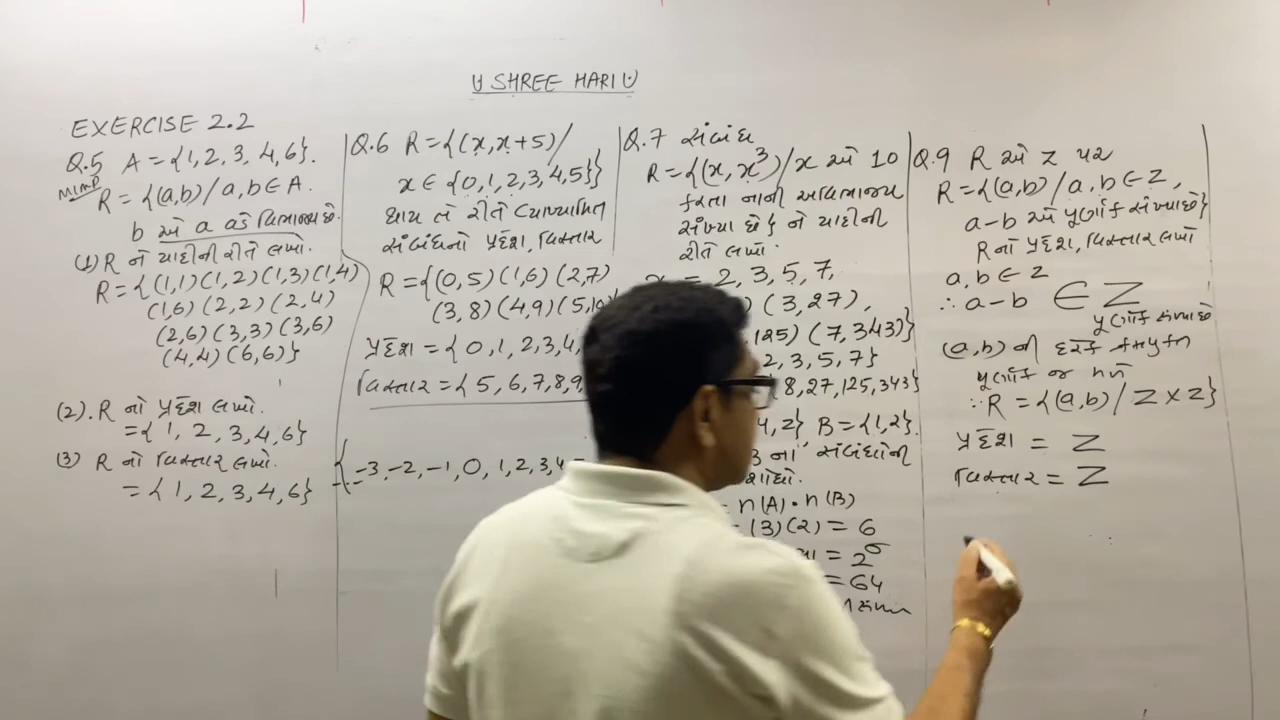 SHREE HARI
EXERCISE 2.2
Q.5 A = {1, 2, 3, 4, 6}.
MIMP
R = {(a,b) / a, b ∈ A.
b એ a વડે વિભાજ્ય છે.
(1) R ને યાદીની રીતે લખો.
R = {(1,1)(1,2)(1,3)(1,4)
(1,6)(2,2)(2,4)
(2,6)(3,3)(3,6)
(4,4)(6,6)}
(2). R નો પ્રદેશ લખો.
= {1, 2, 3, 4, 6}
(3) R નો વિસ્તાર લખો.
= {1, 2, 3, 4, 6}
Q.6 R = {(x, x+5) /
x ∈ {0,1,2,3,4,5}}
થાય તે રીતે વ્યાખ્યાયિત
સંબંધનો પ્રદેશ, વિસ્તાર
R = {(0,5)(1,6)(2,7)
(3,8)(4,9)(5,10
પ્રદેશ = {0,1,2,3,4,
વિસ્તાર = {5,6,7,8,9
-3, -2, -1, 0, 1, 2, 3, 4
Q.7 સંબંધ
R = {(x, x³) / x એ 10
કરતા નાની અવિભાજ્ય
સંખ્યા છે} ને યાદીની
રીતે લખો.
= 2, 3, 5, 7,
) (3, 27),
125) (7, 343)}
2, 3, 5, 7}
8, 27, 125, 343}
} B = {1, 2}.
B નાં સંબંધોની
શોધો.
= n(A) · n(B)
= (3)(2) = 6
= 2⁶
= 64
Q.9 R એ Z પર
R = {(a,b) / a, b ∈ Z,
a-b એ પૂર્ણાંક સંખ્યા છે}
R નો પ્રદેશ, વિસ્તાર લખો
a, b ∈ Z
∴ a-b ∈ Z
પૂર્ણાંક સંખ્યા છે
(a,b) ની દરેક
પૂર્ણાંક જ
∴ R = {(a,b) / Z × Z}
પ્રદેશ = Z
વિસ્તાર = Z